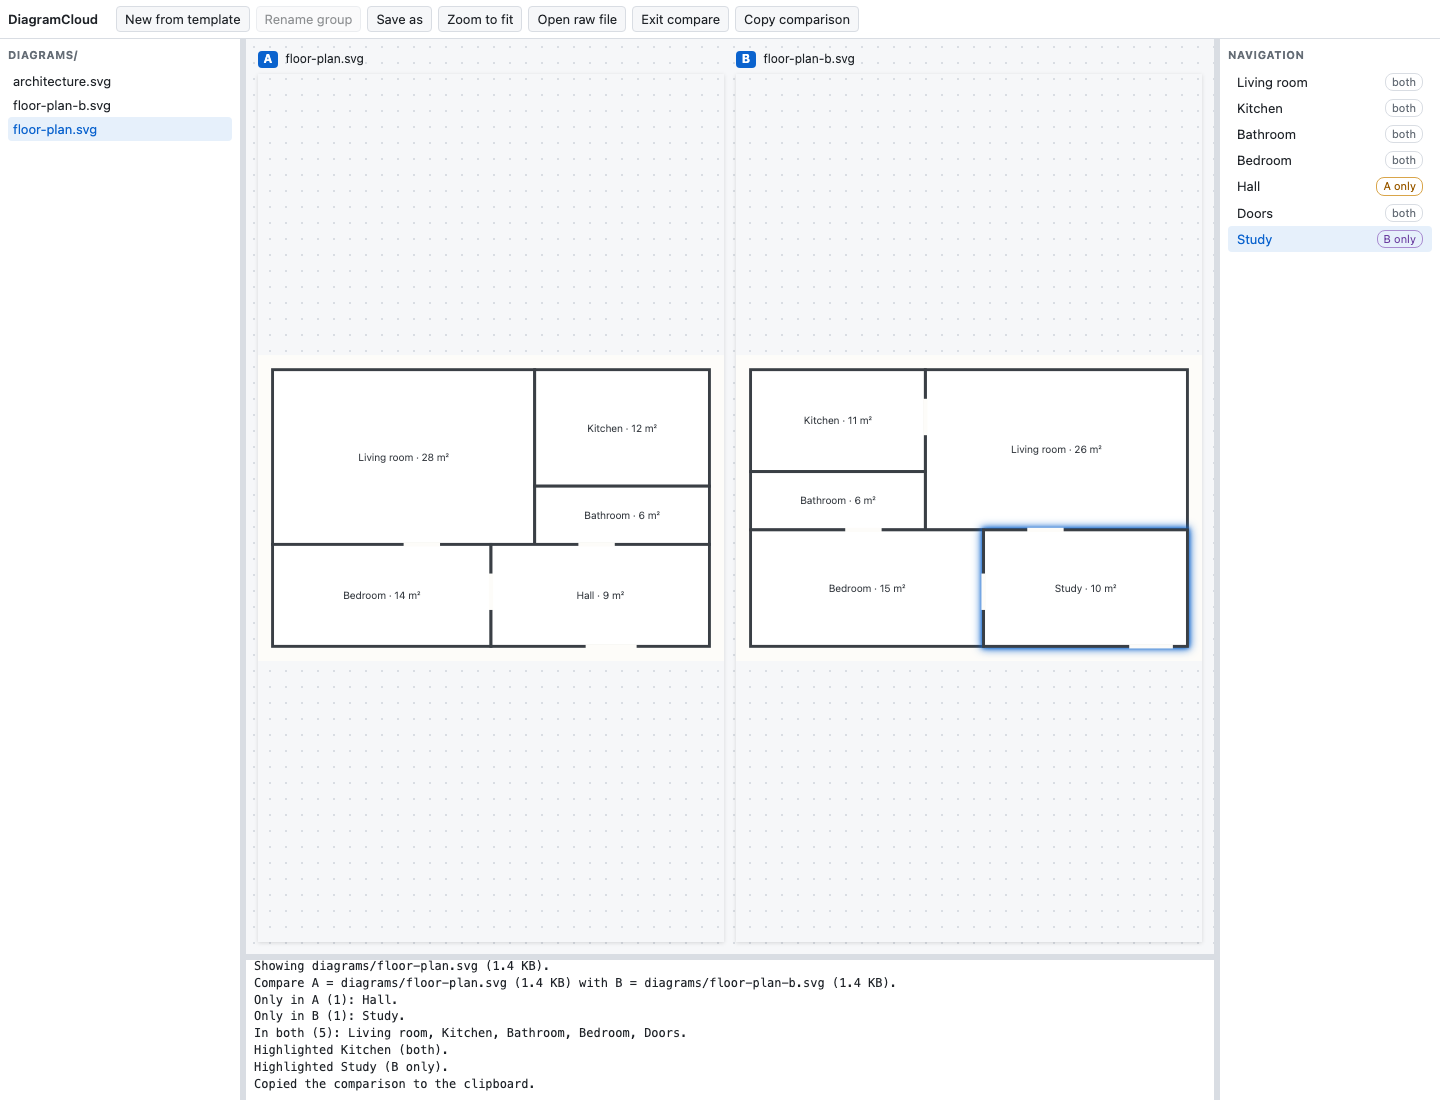 DiagramCloud
New from template
Rename group
Save as
Zoom to fit
Open raw file
Exit compare
Copy comparison
DIAGRAMS/
architecture.svg
floor-plan-b.svg
floor-plan.svg
A floor-plan.svg
Living room · 28 m²
Kitchen · 12 m²
Bathroom · 6 m²
Bedroom · 14 m²
Hall · 9 m²
B floor-plan-b.svg
Kitchen · 11 m²
Living room · 26 m²
Bathroom · 6 m²
Bedroom · 15 m²
Study · 10 m²
Showing diagrams/floor-plan.svg (1.4 KB).
Compare A = diagrams/floor-plan.svg (1.4 KB) with B = diagrams/floor-plan-b.svg (1.4 KB).
Only in A (1): Hall.
Only in B (1): Study.
In both (5): Living room, Kitchen, Bathroom, Bedroom, Doors.
Highlighted Kitchen (both).
Highlighted Study (B only).
Copied the comparison to the clipboard.
NAVIGATION
Living room both
Kitchen both
Bathroom both
Bedroom both
Hall A only
Doors both
Study B only